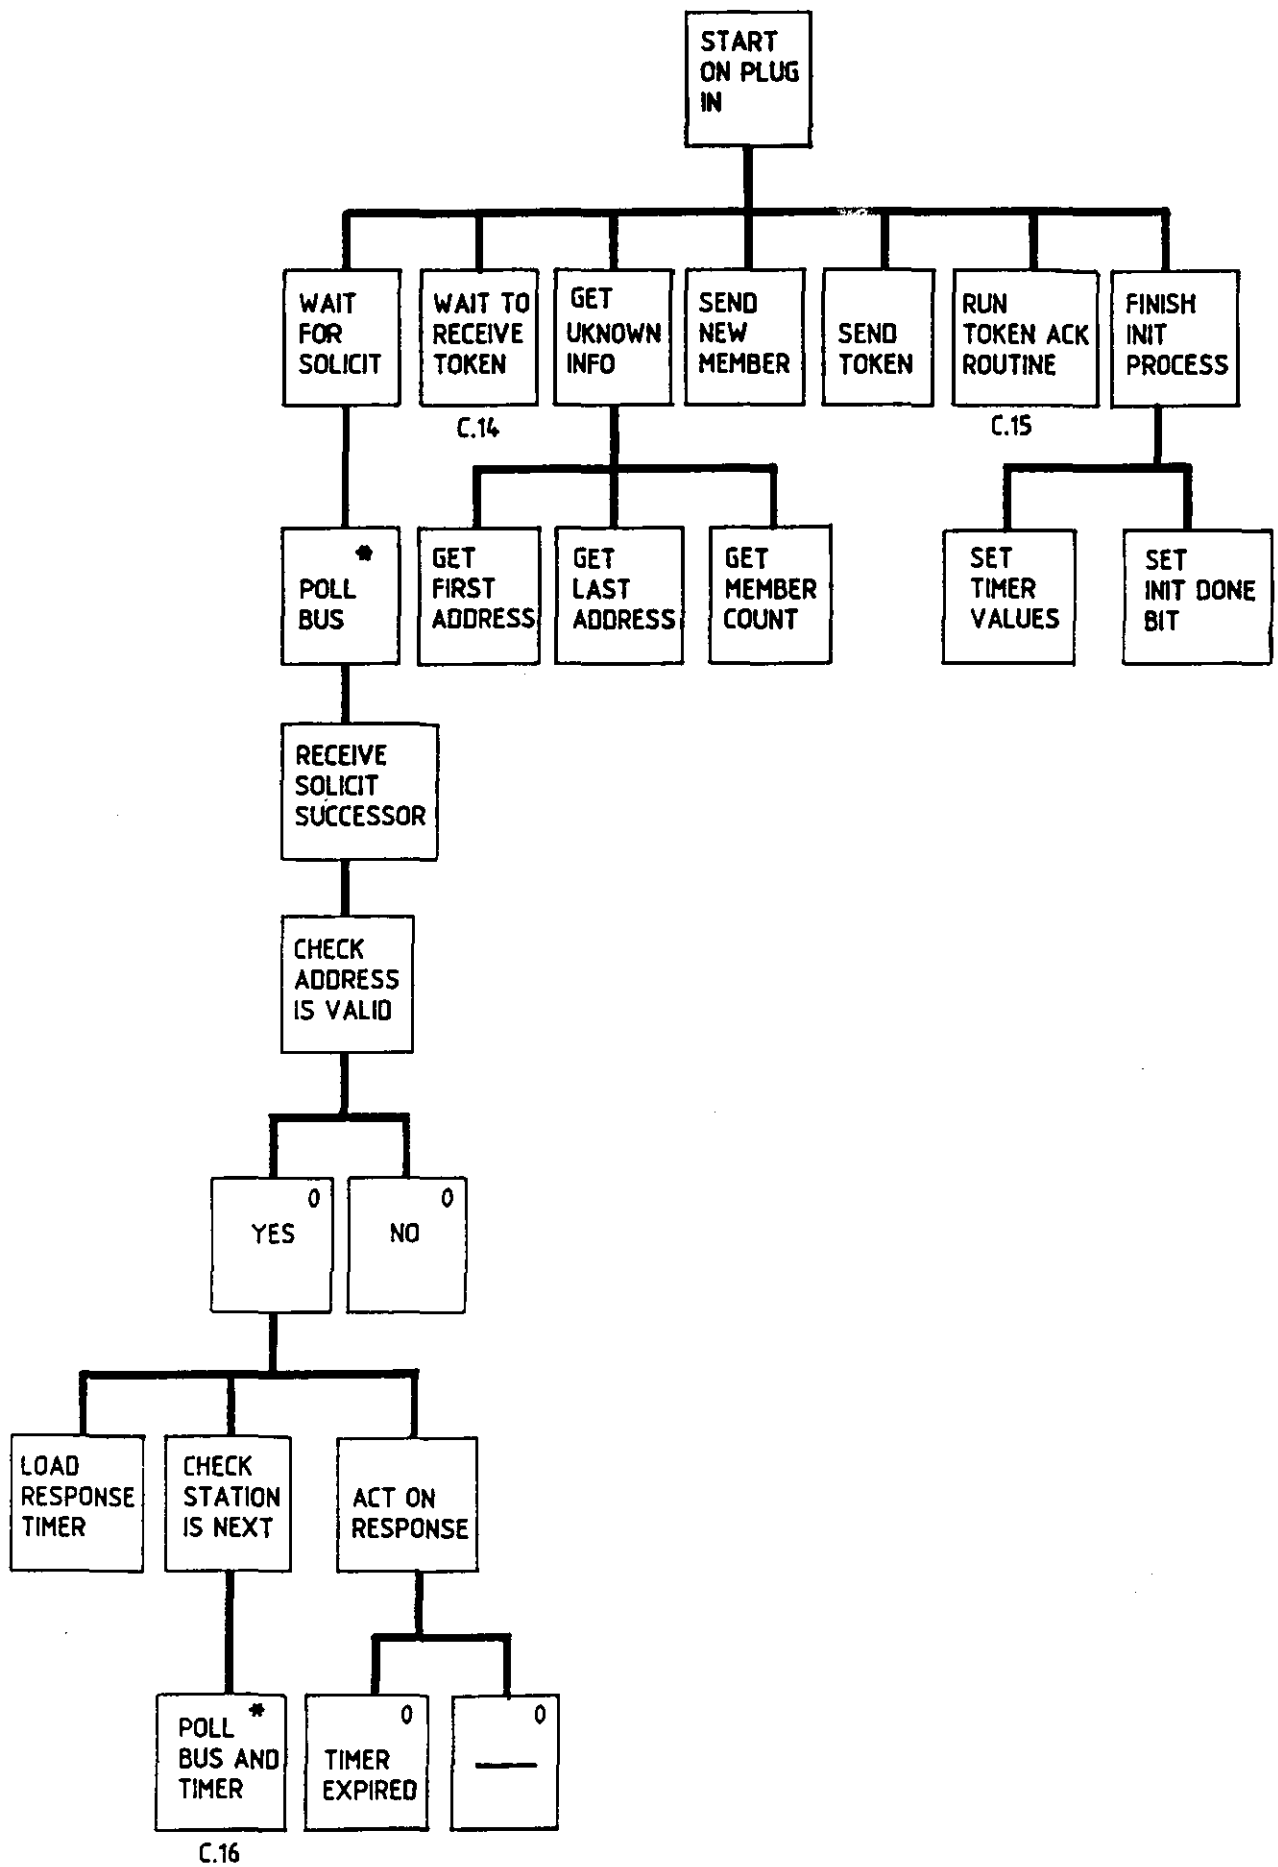 START
ON PLUG
IN
WAIT
FOR
SOLICIT
WAIT TO
RECEIVE
TOKEN
GET
UKNOWN
INFO
SEND
NEW
MEMBER
SEND
TOKEN
RUN
TOKEN ACK
ROUTINE
FINISH
INIT
PROCESS
C.14
C.15
*
POLL
BUS
GET
FIRST
ADDRESS
GET
LAST
ADDRESS
GET
MEMBER
COUNT
SET
TIMER
VALUES
SET
INIT DONE
BIT
RECEIVE
SOLICIT
SUCCESSOR
CHECK
ADDRESS
IS VALID
0
YES
0
NO
LOAD
RESPONSE
TIMER
CHECK
STATION
IS NEXT
ACT ON
RESPONSE
*
POLL
BUS AND
TIMER
0
TIMER
EXPIRED
0
C.16